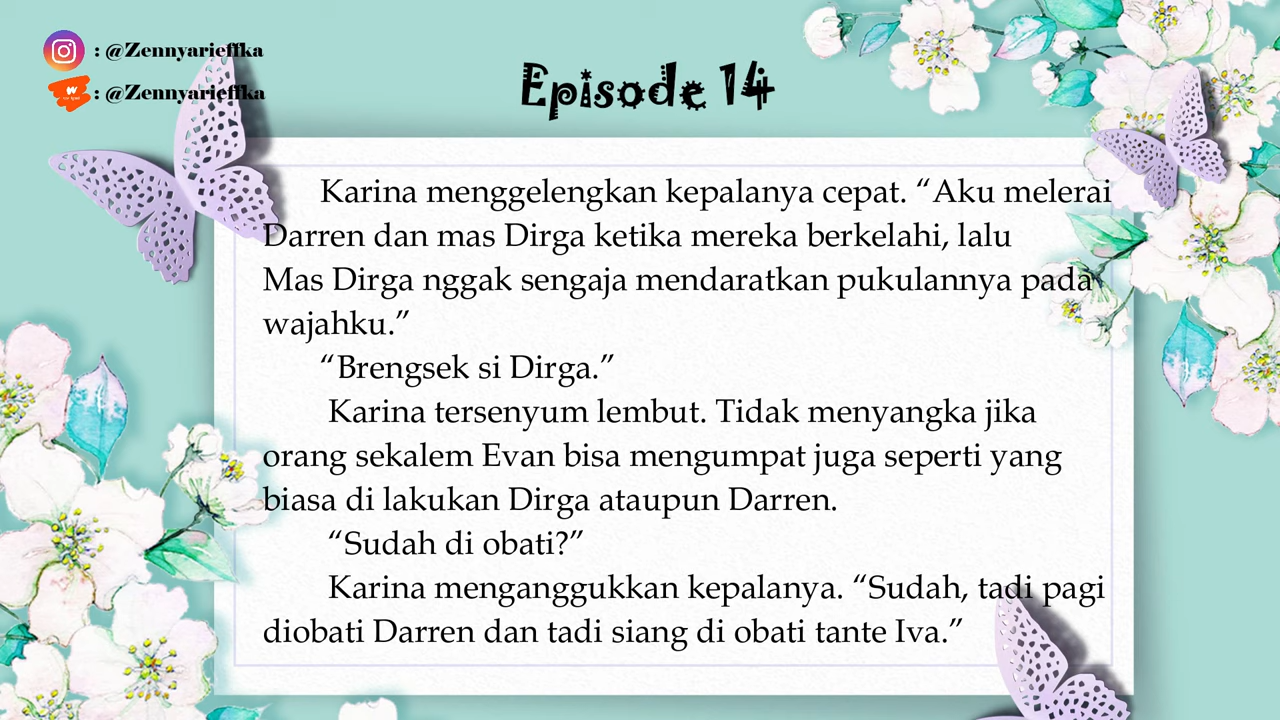 : @Zennyarieffka
: @Zennyarieffka
Episode 14
Karina menggelengkan kepalanya cepat. “Aku melerai
Darren dan mas Dirga ketika mereka berkelahi, lalu
Mas Dirga nggak sengaja mendaratkan pukulannya pada
wajahku.”
“Brengsek si Dirga.”
Karina tersenyum lembut. Tidak menyangka jika
orang sekalem Evan bisa mengumpat juga seperti yang
biasa di lakukan Dirga ataupun Darren.
“Sudah di obati?”
Karina menganggukkan kepalanya. “Sudah, tadi pagi
diobati Darren dan tadi siang di obati tante Iva.”